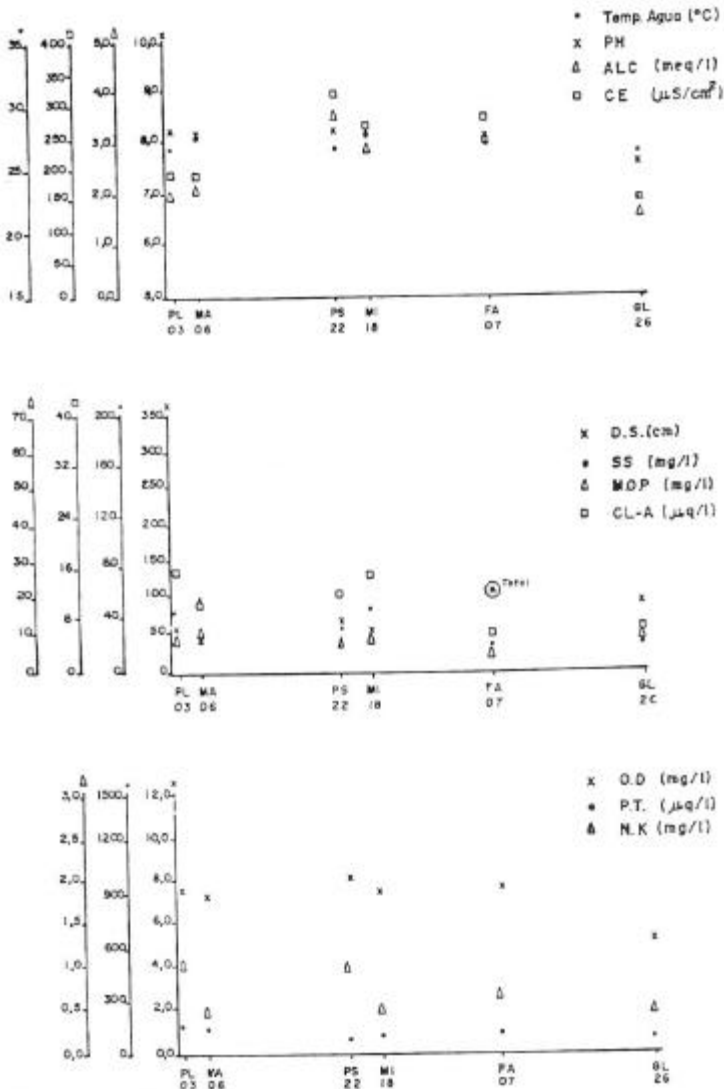 • Temp. Agua (°C)
x PH
△ ALC (meq/l)
□ CE (μS/cm²)
35 400 5,0 10,0
350
30 300 4,0 9,0
250 3,0 8,0
25 200
150 2,0 7,0
20 100
50 1,0 6,0
15 0 0,0 5,0
PL MA PS MI FA GL
03 06 22 18 07 26
x D.S.(cm)
• SS (mg/l)
△ M.O.P (mg/l)
□ CL-A (μq/l)
70 40 200 350
60 32 160 300
50 250
40 24 120 200
30 16 80 150
20 100
10 8 40 50
0 0 0 0
Total
PL MA PS MI FA GL
03 06 22 18 07 26
x O.D (mg/l)
• P.T. (μq/l)
△ N.K (mg/l)
3,0 1500 12,0
2,5 1200 10,0
2,0 900 8,0
1,5 6,0
1,0 600 4,0
0,5 300 2,0
0,0 0 0,0
PL MA PS MI FA GL
03 06 22 18 07 26